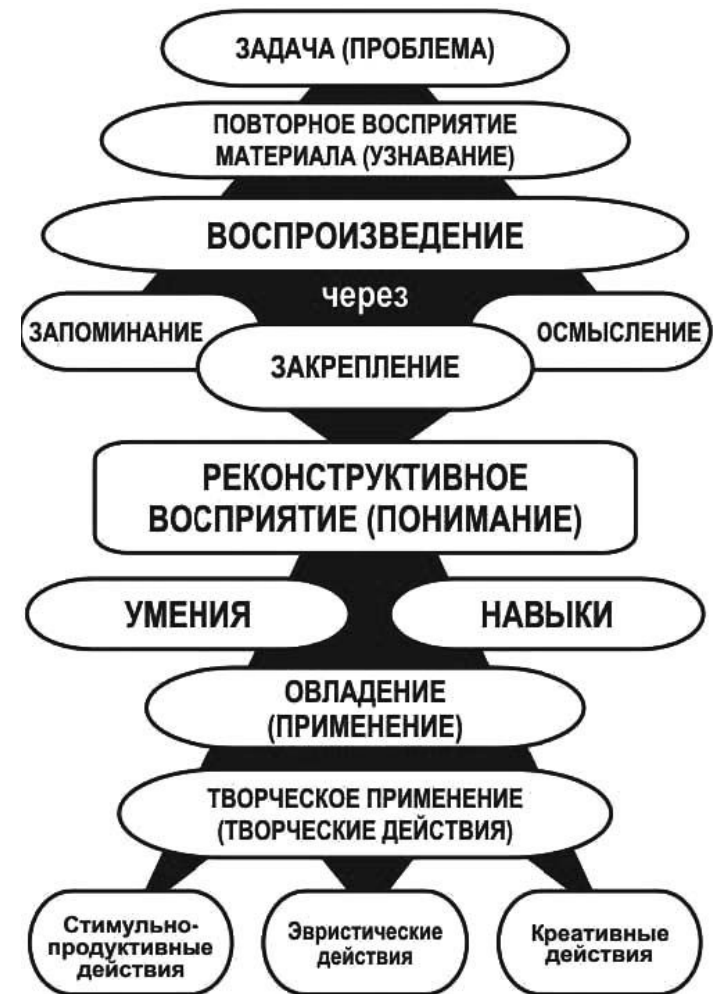 ЗАДАЧА (ПРОБЛЕМА)
ПОВТОРНОЕ ВОСПРИЯТИЕ
МАТЕРИАЛА (УЗНАВАНИЕ)
ВОСПРОИЗВЕДЕНИЕ
через
ЗАПОМИНАНИЕ
ОСМЫСЛЕНИЕ
ЗАКРЕПЛЕНИЕ
РЕКОНСТРУКТИВНОЕ
ВОСПРИЯТИЕ (ПОНИМАНИЕ)
УМЕНИЯ
НАВЫКИ
ОВЛАДЕНИЕ
(ПРИМЕНЕНИЕ)
ТВОРЧЕСКОЕ ПРИМЕНЕНИЕ
(ТВОРЧЕСКИЕ ДЕЙСТВИЯ)
Стимульно-
продуктивные
действия
Эвристические
действия
Креативные
действия